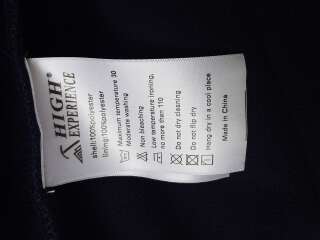 HIGH®
EXPERIENCE
shell:100%polyester
lining:100%polyester
Maximum temperature 30
Moderate washing
Non bleaching
Low temperature ironing,
no more than 110
Do not dry cleaning
Do not flip dry
Hang dry in a cool place
Made in China